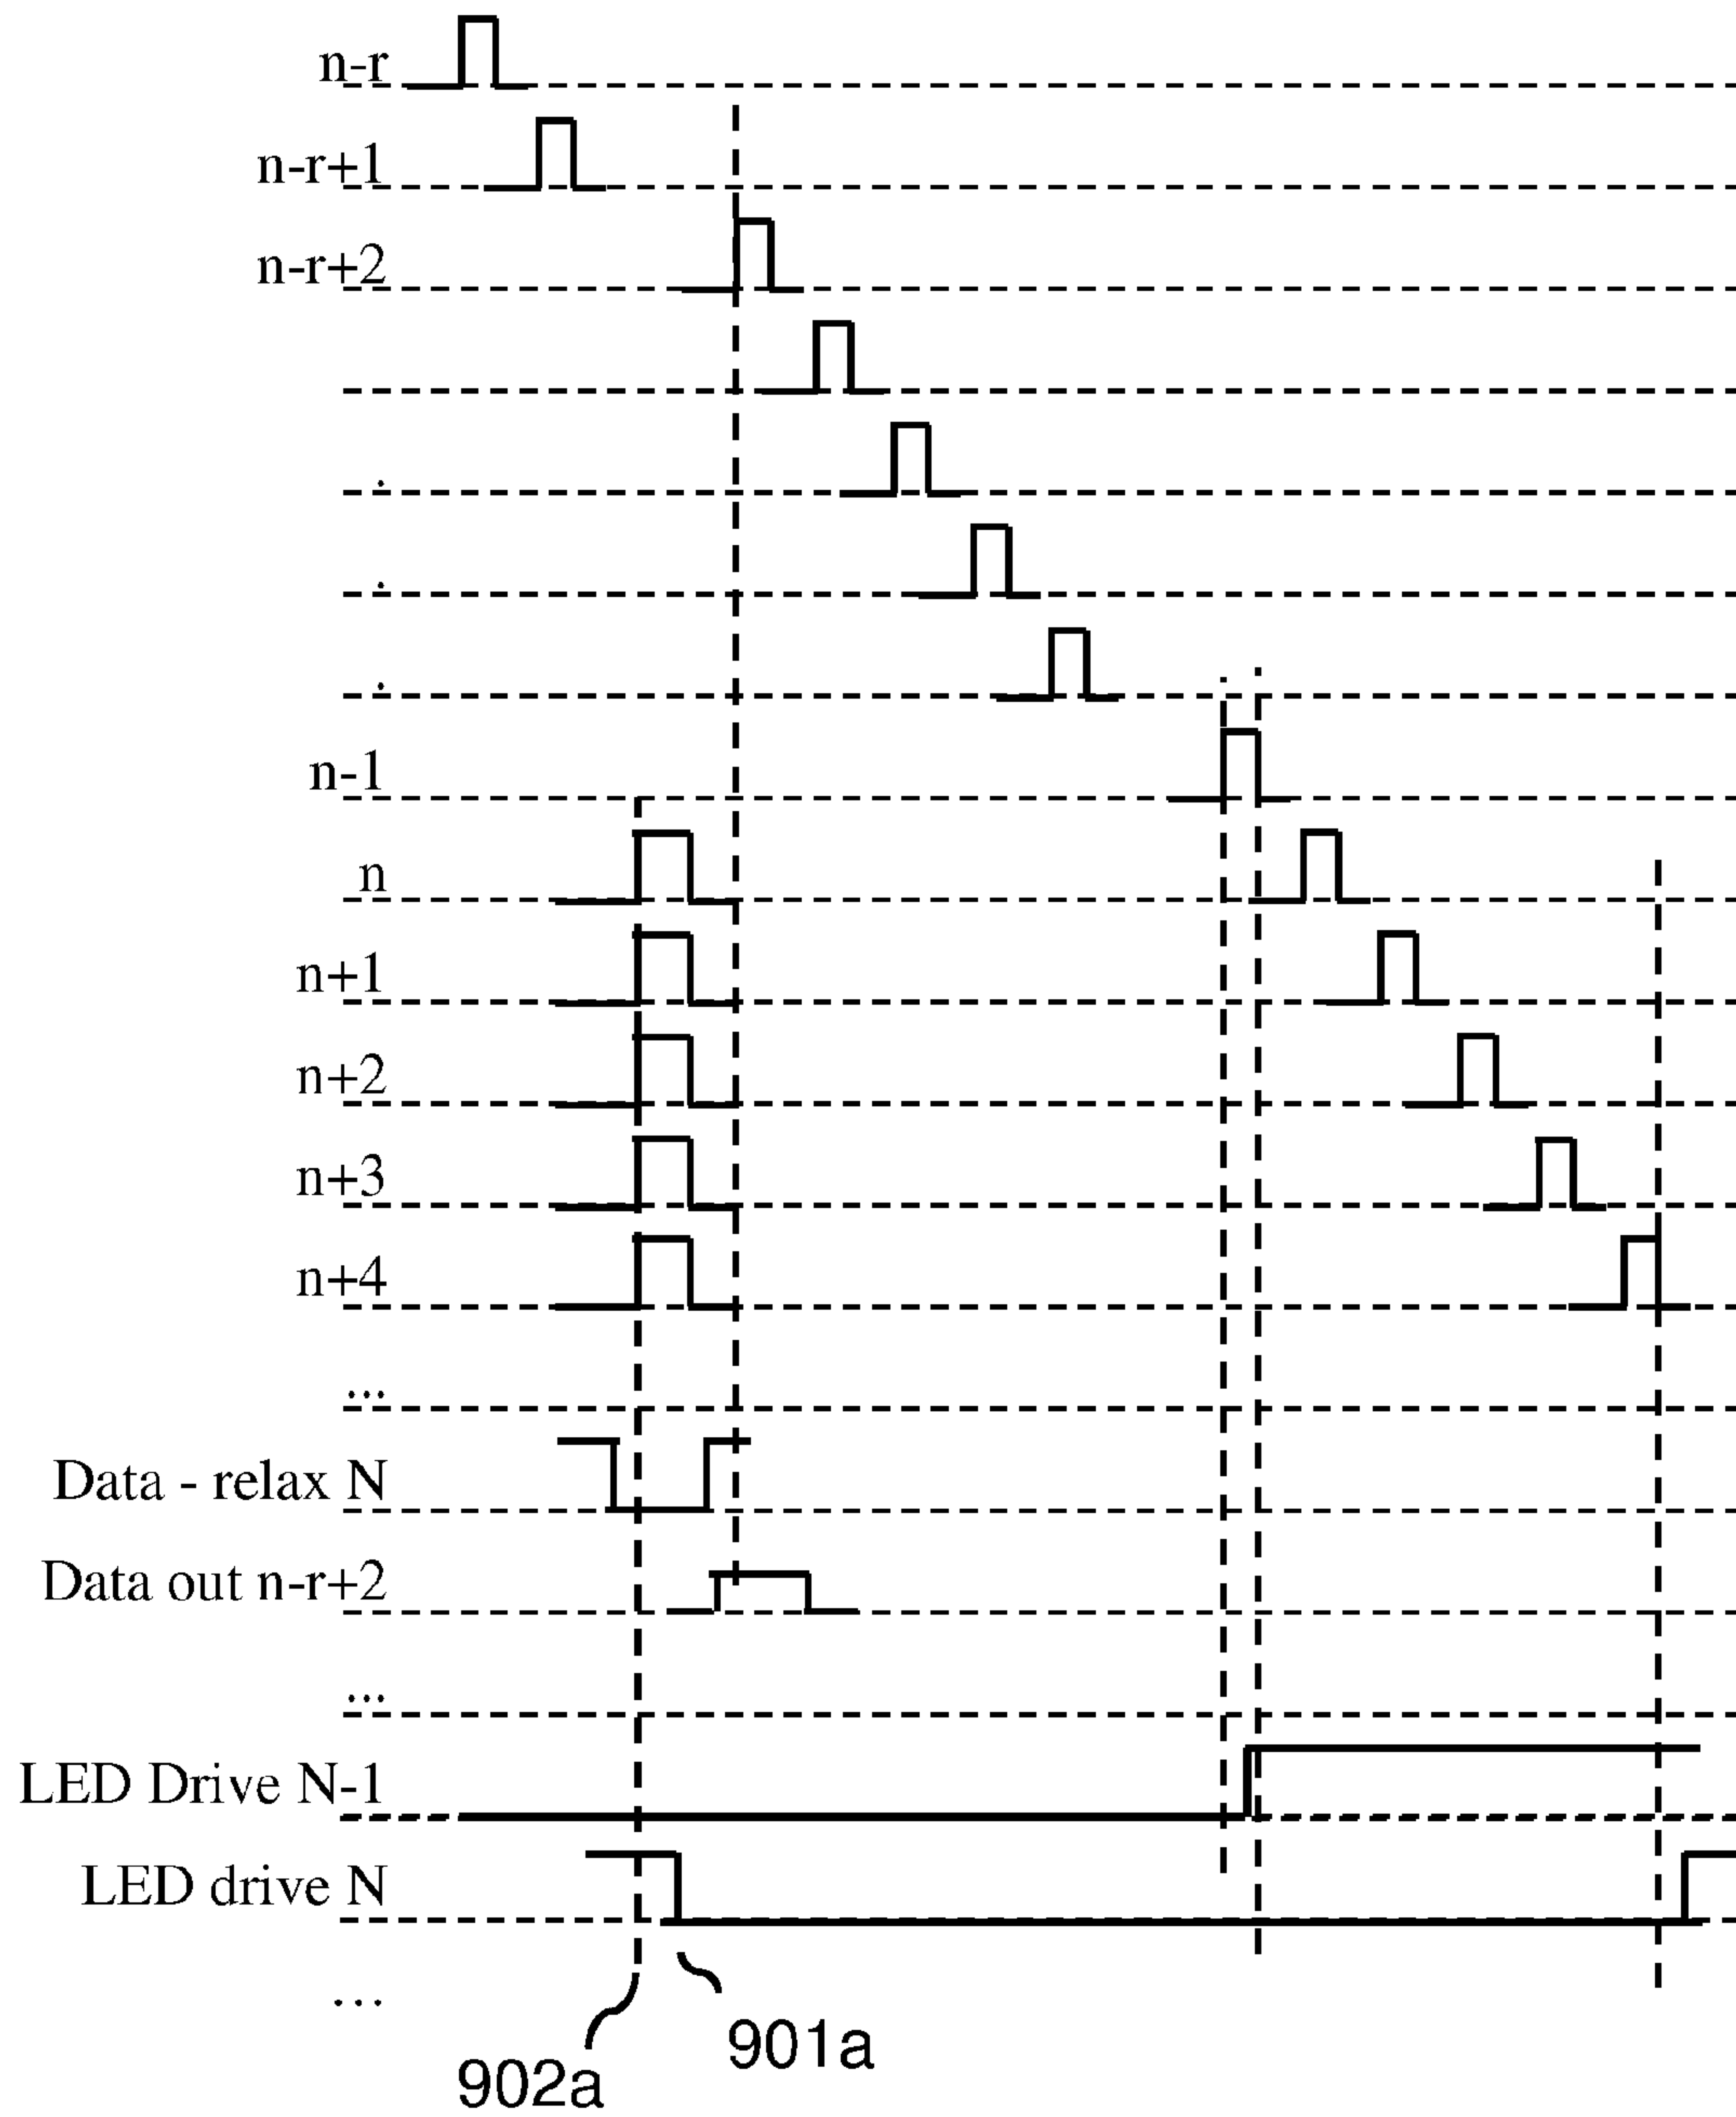 n-r
n-r+1
n-r+2
.
.
.
n-1
n
n+1
n+2
n+3
n+4
...
Data - relax N
Data out n-r+2
...
LED Drive N-1
LED drive N
...
901a
902a